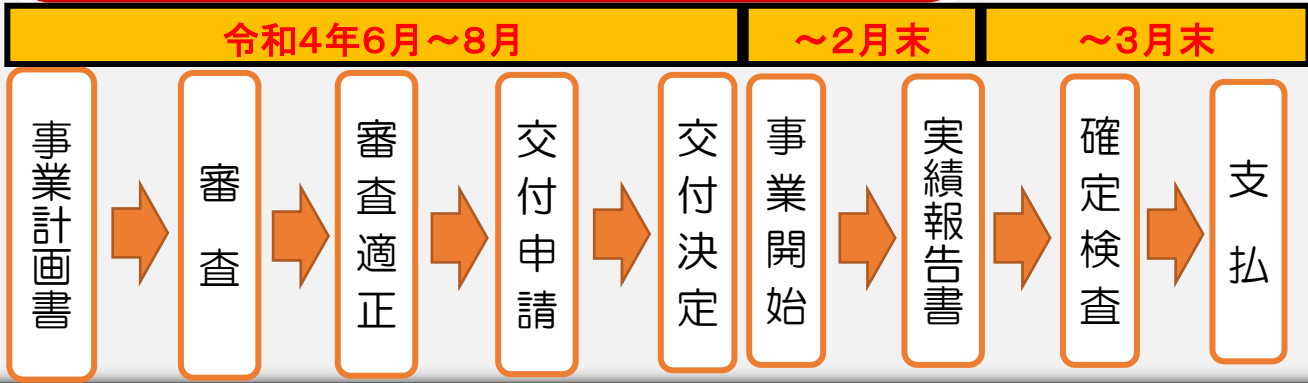 令和4年6月～8月
～2月末
～3月末
事業計画書
審査
審査適正
交付申請
交付決定
事業開始
実績報告書
確定検査
支払